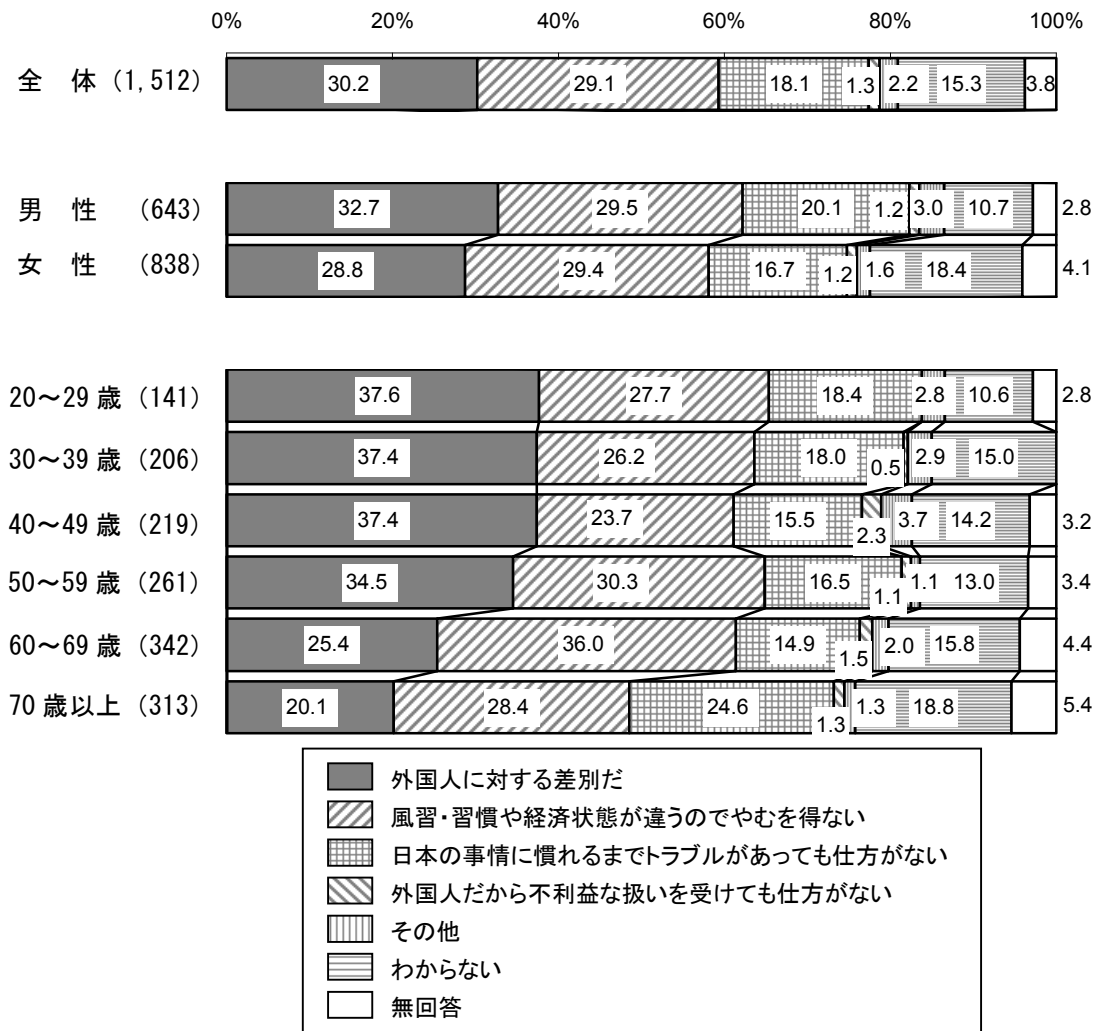 0% 20% 40% 60% 80% 100%
全 体 (1,512) 30.2 29.1 18.1 1.3 2.2 15.3 3.8
男 性 (643) 32.7 29.5 20.1 1.2 3.0 10.7 2.8
女 性 (838) 28.8 29.4 16.7 1.2 1.6 18.4 4.1
20～29 歳 (141) 37.6 27.7 18.4 2.8 10.6 2.8
30～39 歳 (206) 37.4 26.2 18.0 0.5 2.9 15.0
40～49 歳 (219) 37.4 23.7 15.5 2.3 3.7 14.2 3.2
50～59 歳 (261) 34.5 30.3 16.5 1.1 1.1 13.0 3.4
60～69 歳 (342) 25.4 36.0 14.9 1.5 2.0 15.8 4.4
70 歳以上 (313) 20.1 28.4 24.6 1.3 1.3 18.8 5.4
外国人に対する差別だ
風習・習慣や経済状態が違うのでやむを得ない
日本の事情に慣れるまでトラブルがあっても仕方がない
外国人だから不利益な扱いを受けても仕方がない
その他
わからない
無回答